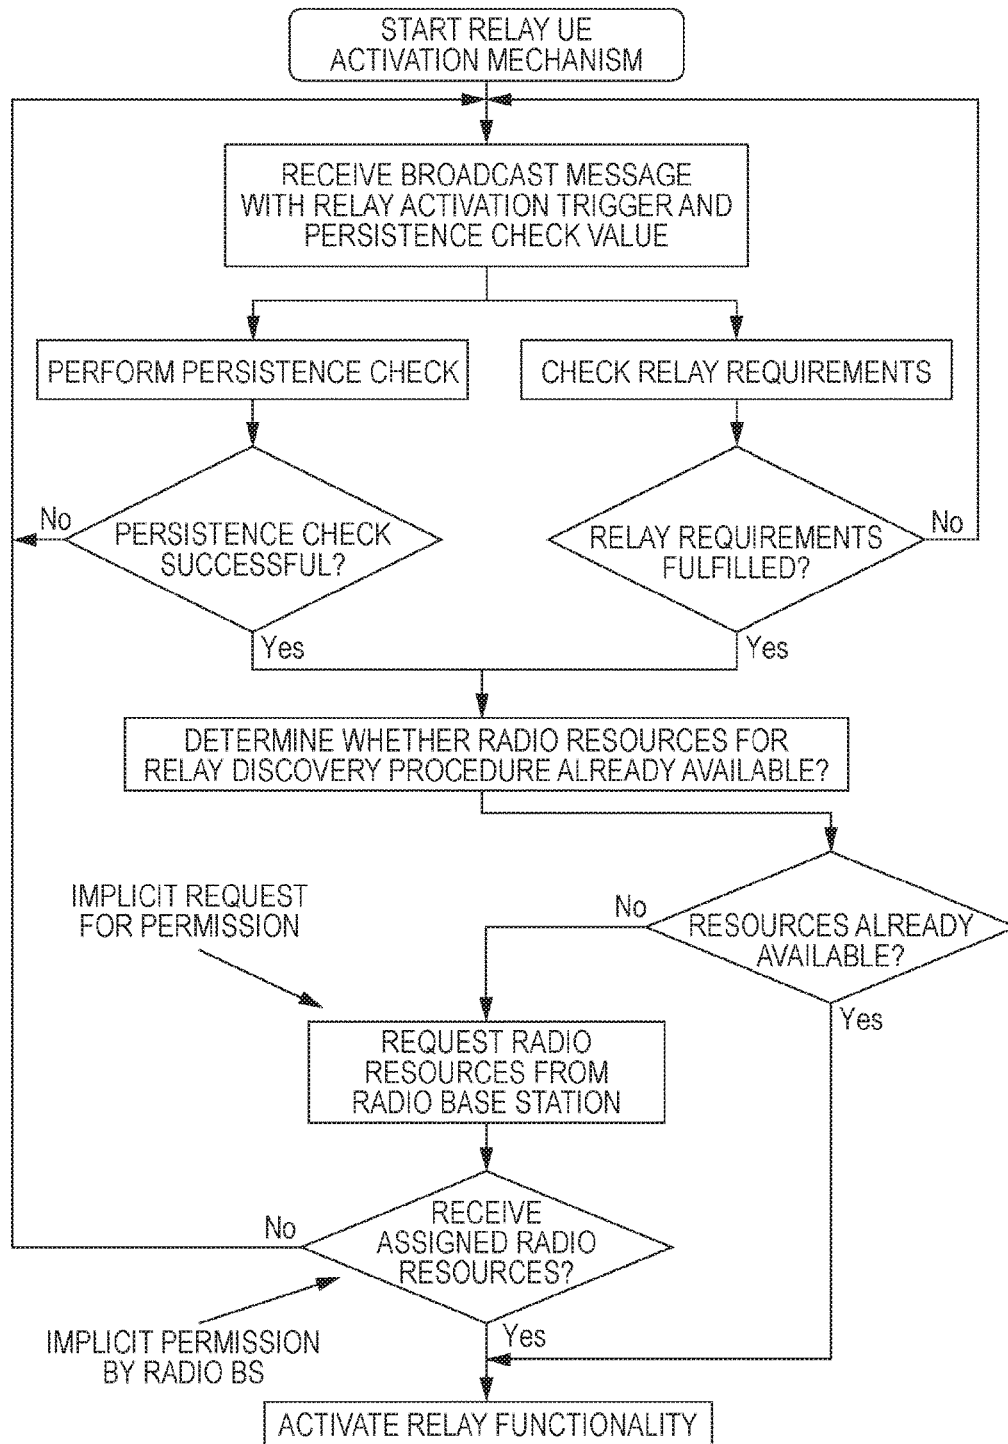 START RELAY UE
ACTIVATION MECHANISM
RECEIVE BROADCAST MESSAGE
WITH RELAY ACTIVATION TRIGGER AND
PERSISTENCE CHECK VALUE
PERFORM PERSISTENCE CHECK
CHECK RELAY REQUIREMENTS
No
PERSISTENCE CHECK
SUCCESSFUL?
Yes
RELAY REQUIREMENTS
FULFILLED?
No
Yes
DETERMINE WHETHER RADIO RESOURCES FOR
RELAY DISCOVERY PROCEDURE ALREADY AVAILABLE?
RESOURCES ALREADY
AVAILABLE?
No
Yes
IMPLICIT REQUEST
FOR PERMISSION
REQUEST RADIO
RESOURCES FROM
RADIO BASE STATION
No
RECEIVE
ASSIGNED RADIO
RESOURCES?
Yes
IMPLICIT PERMISSION
BY RADIO BS
ACTIVATE RELAY FUNCTIONALITY